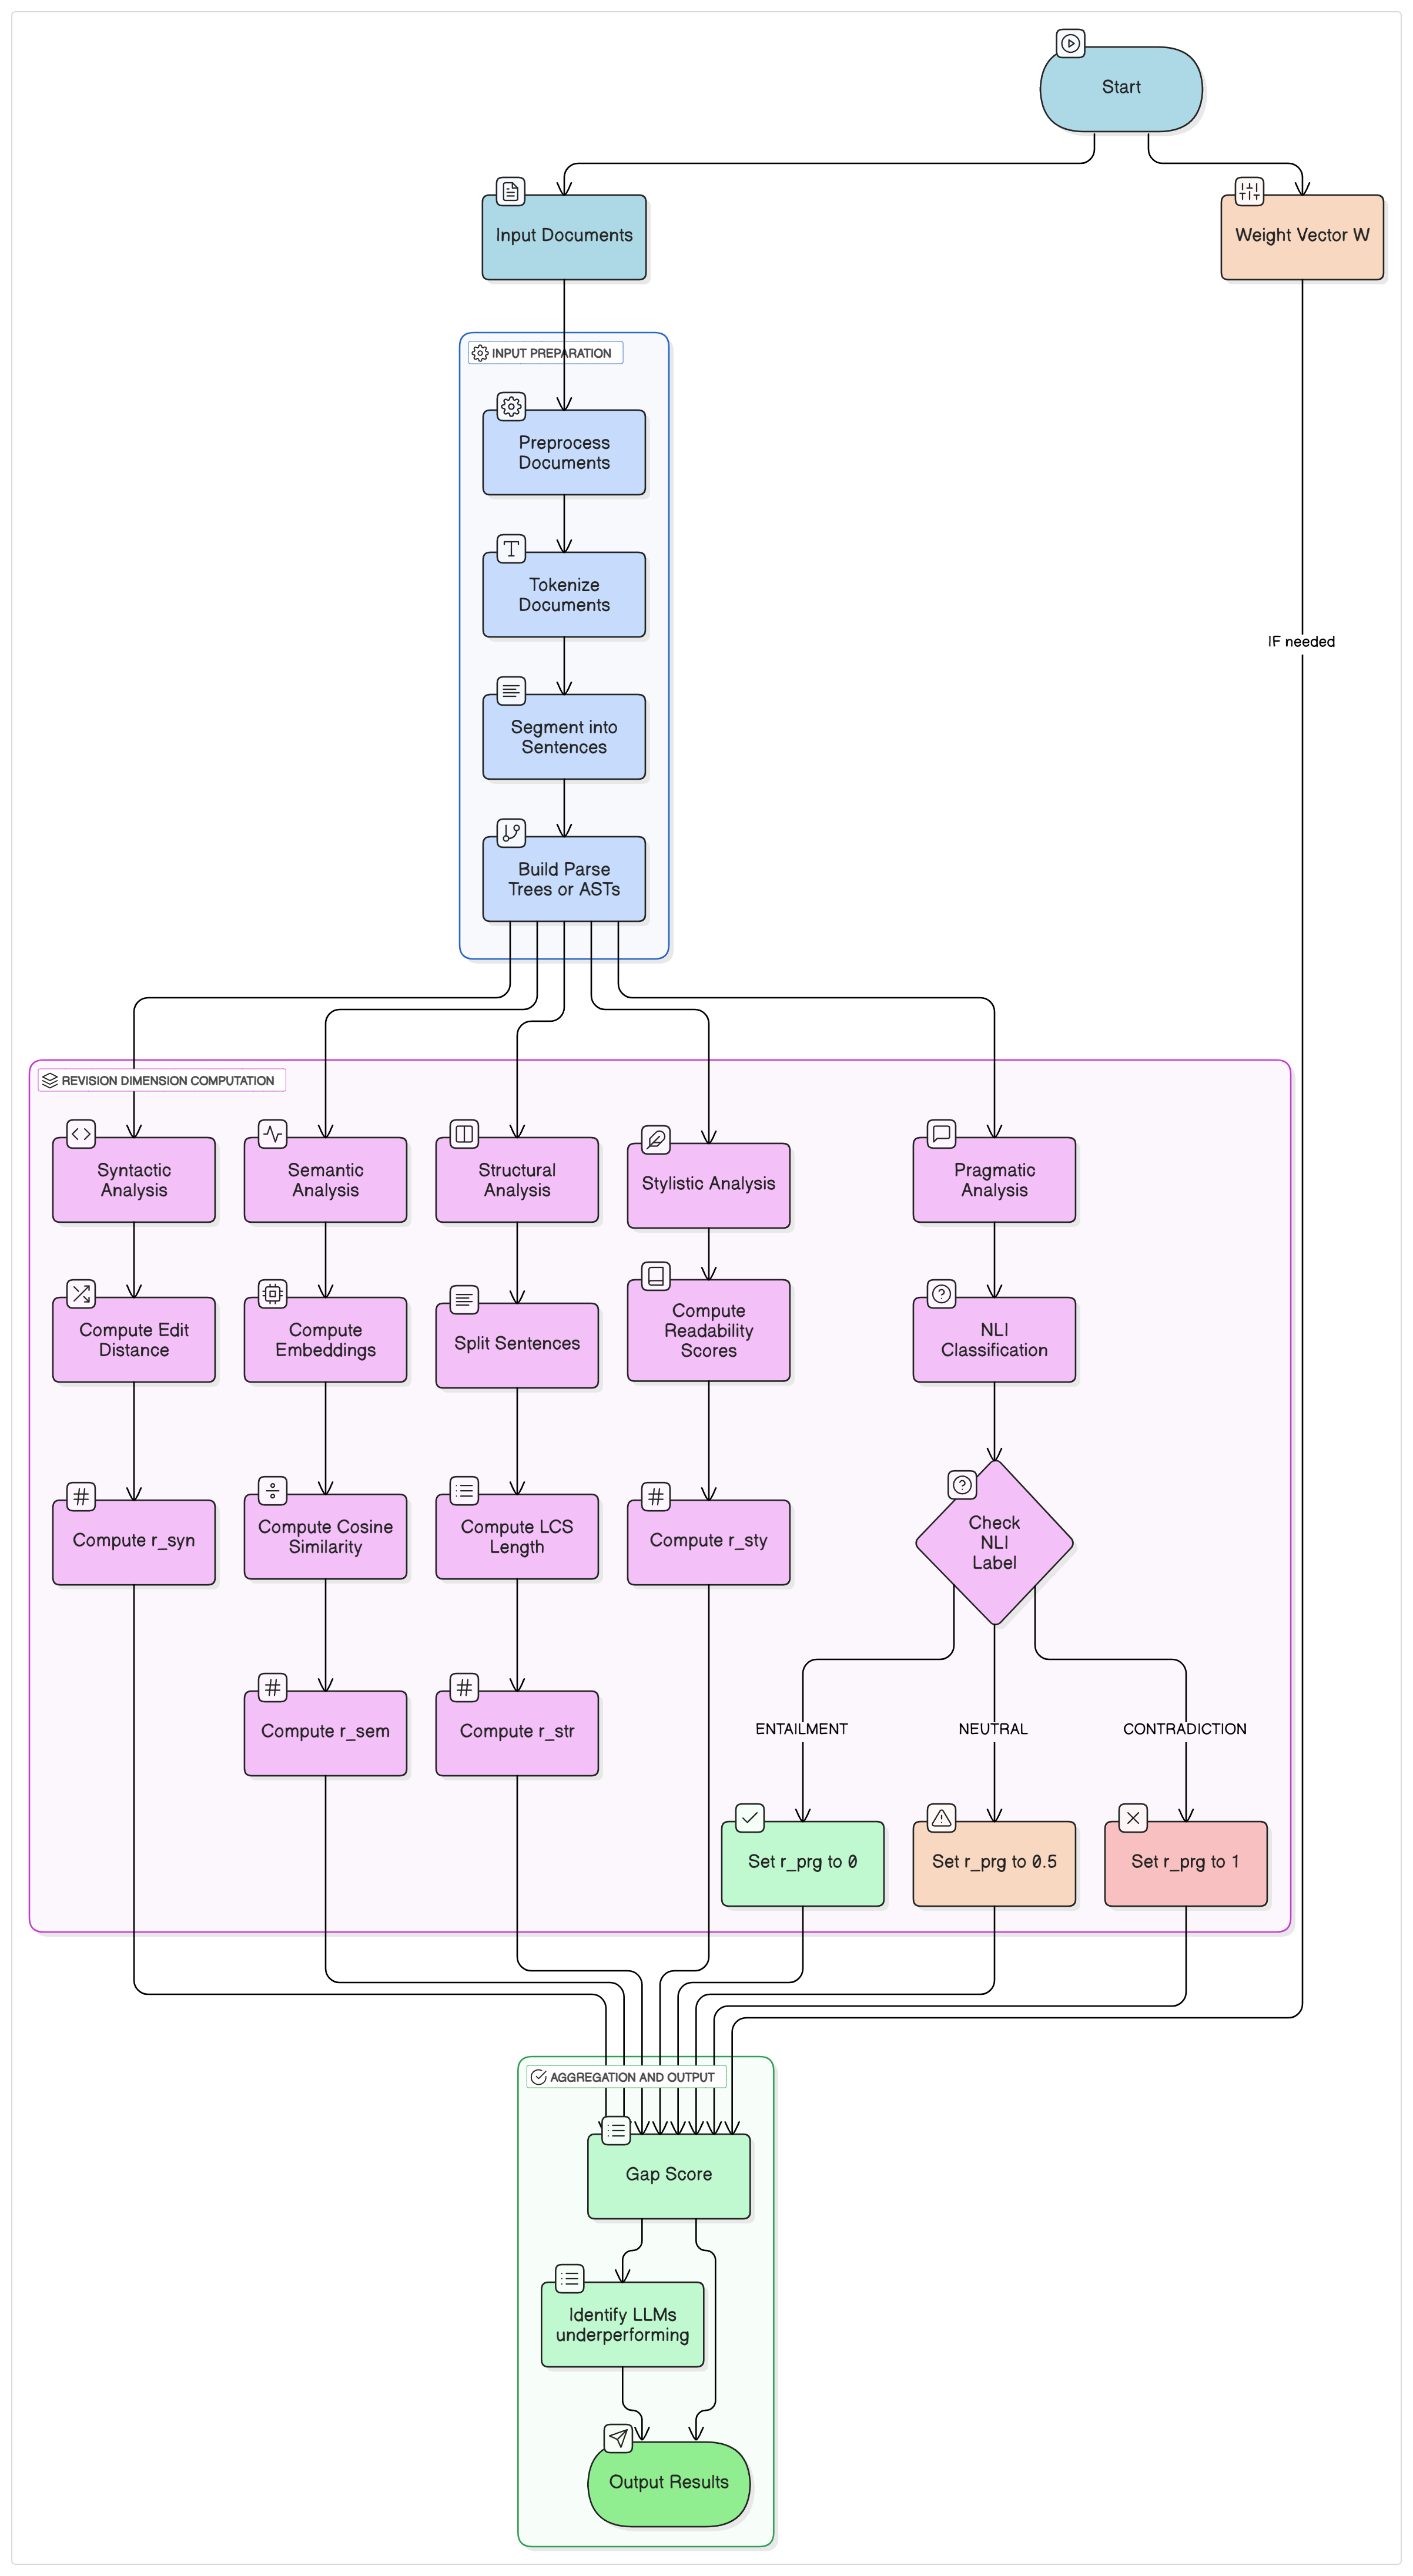 Start
Input Documents
Weight Vector W
INPUT PREPARATION
Preprocess
Documents
Tokenize
Documents
IF needed
Segment into
Sentences
Build Parse
Trees or ASTs
REVISION DIMENSION COMPUTATION
Syntactic
Analysis
Semantic
Analysis
Structural
Analysis
Stylistic Analysis
Pragmatic
Analysis
Compute Edit
Distance
Compute
Embeddings
Split Sentences
Compute
Readability
Scores
NLI
Classification
Compute r_syn
Compute Cosine
Similarity
Compute LCS
Length
Compute r_sty
Check
NLI
Label
Compute r_sem
Compute r_str
ENTAILMENT
NEUTRAL
CONTRADICTION
Set r_prg to 0
Set r_prg to 0.5
Set r_prg to 1
AGGREGATION AND OUTPUT
Gap Score
Identify LLMs
underperforming
Output Results